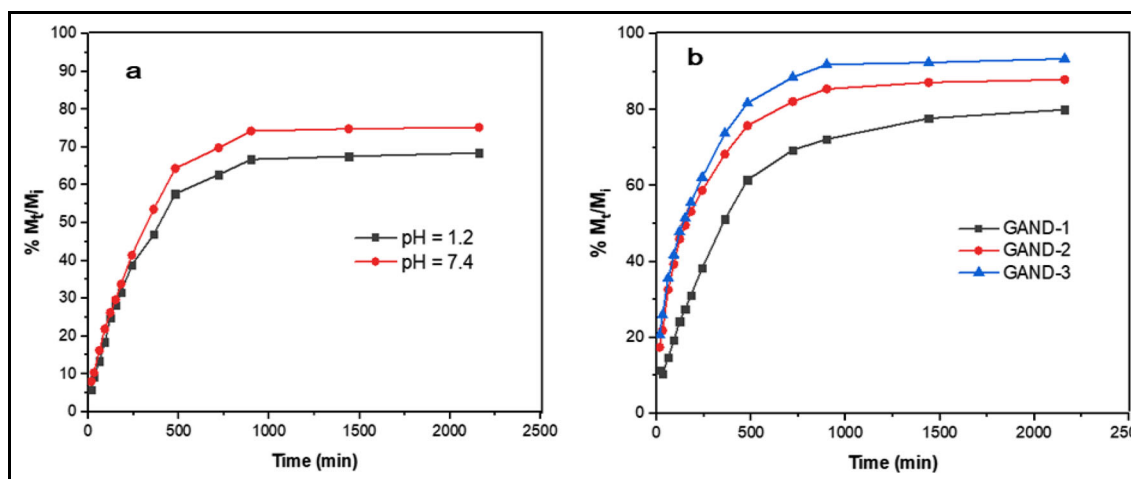 a
100
90
80
70
60
50
40
30
20
10
0
% Mt/Mi
pH = 1.2
pH = 7.4
0 500 1000 1500 2000 2500
Time (min)
b
100
80
60
40
20
0
% Mt/Mi
GAND-1
GAND-2
GAND-3
0 500 1000 1500 2000 250
Time (min)